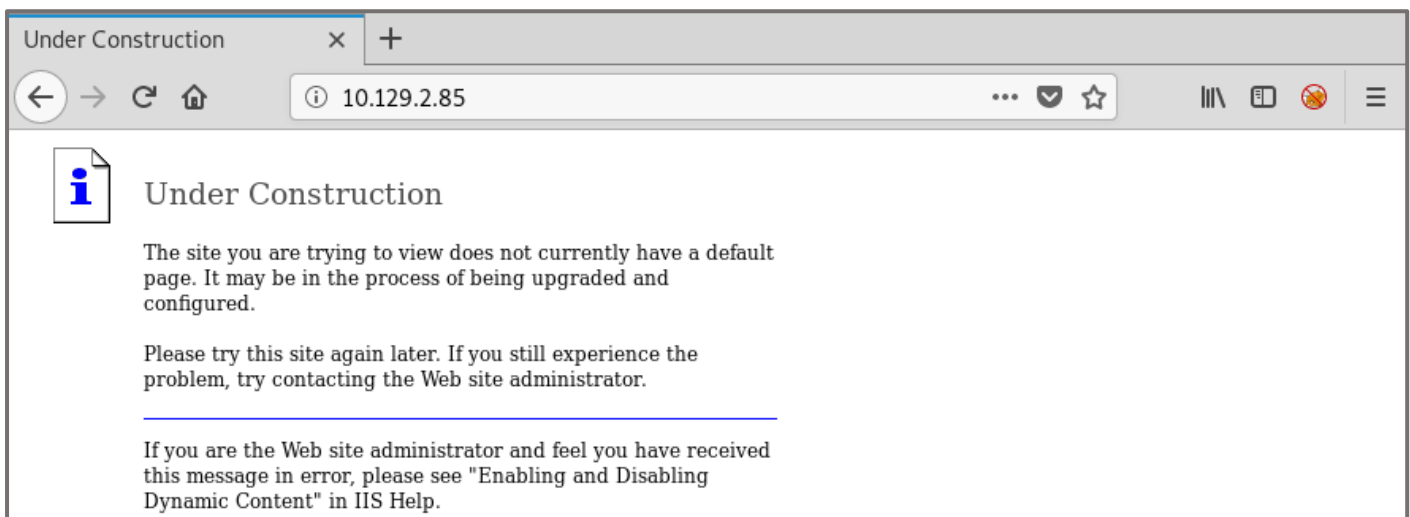 Under Construction
10.129.2.85
Under Construction
The site you are trying to view does not currently have a default
page. It may be in the process of being upgraded and
configured.
Please try this site again later. If you still experience the
problem, try contacting the Web site administrator.
If you are the Web site administrator and feel you have received
this message in error, please see "Enabling and Disabling
Dynamic Content" in IIS Help.